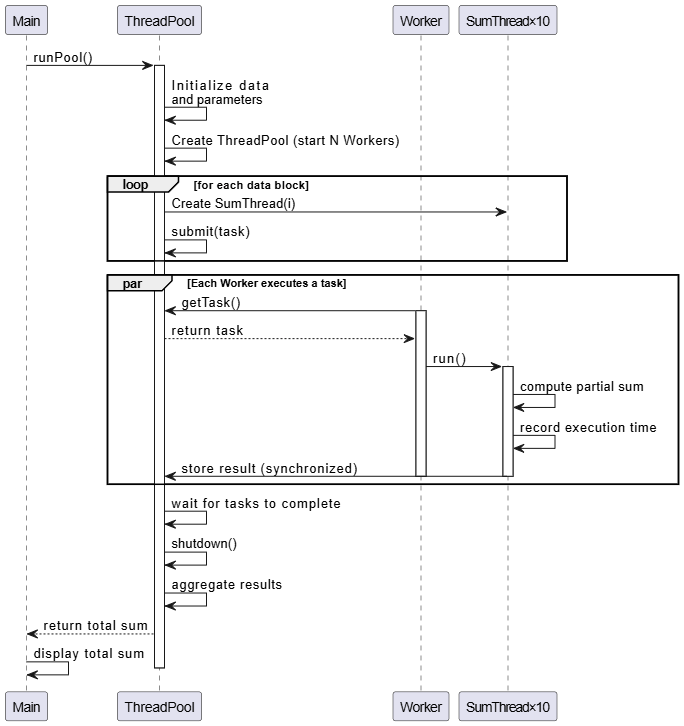 Main ThreadPool Worker SumThread×10
runPool()
Initialize data
and parameters
Create ThreadPool (start N Workers)
loop [for each data block]
Create SumThread(i)
submit(task)
par [Each Worker executes a task]
getTask()
return task
run()
compute partial sum
record execution time
store result (synchronized)
wait for tasks to complete
shutdown()
aggregate results
return total sum
display total sum
Main ThreadPool Worker SumThread×10